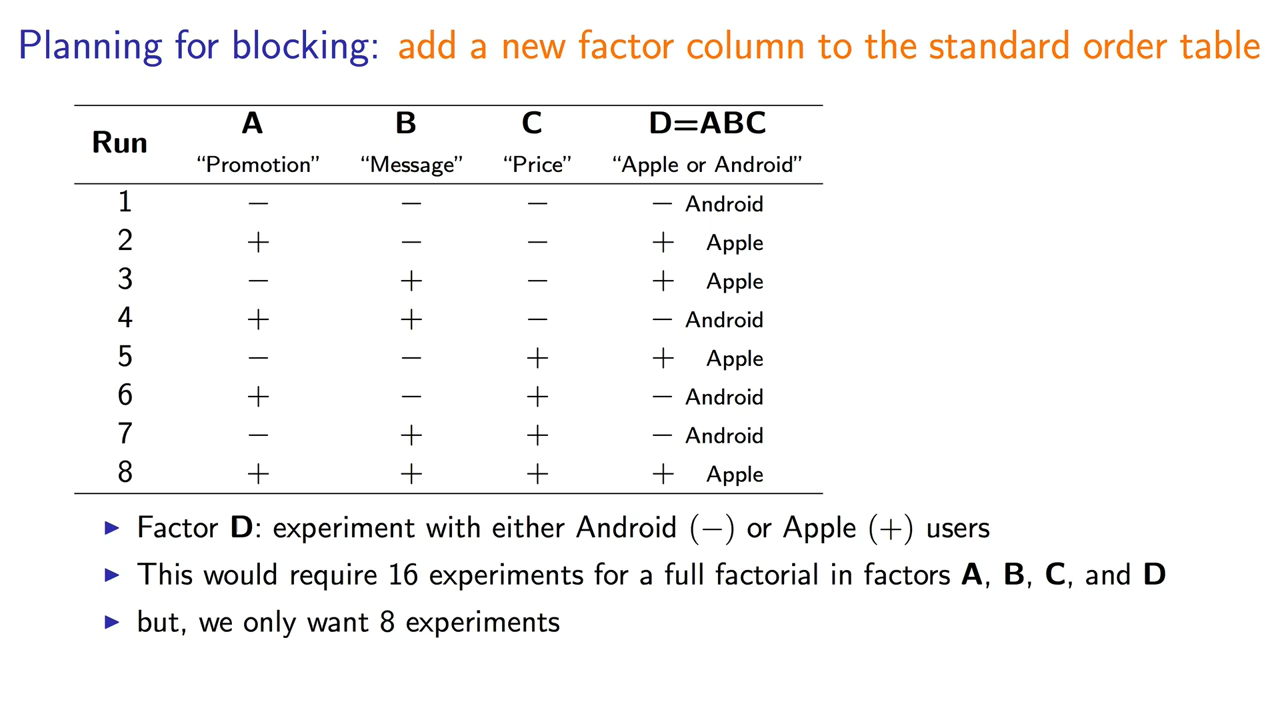 Planning for blocking: add a new factor column to the standard order table
Run A B C D=ABC
“Promotion” “Message” “Price” “Apple or Android”
1 − − − − Android
2 + − − + Apple
3 − + − + Apple
4 + + − − Android
5 − − + + Apple
6 + − + − Android
7 − + + − Android
8 + + + + Apple
▶ Factor D: experiment with either Android (−) or Apple (+) users
▶ This would require 16 experiments for a full factorial in factors A, B, C, and D
▶ but, we only want 8 experiments